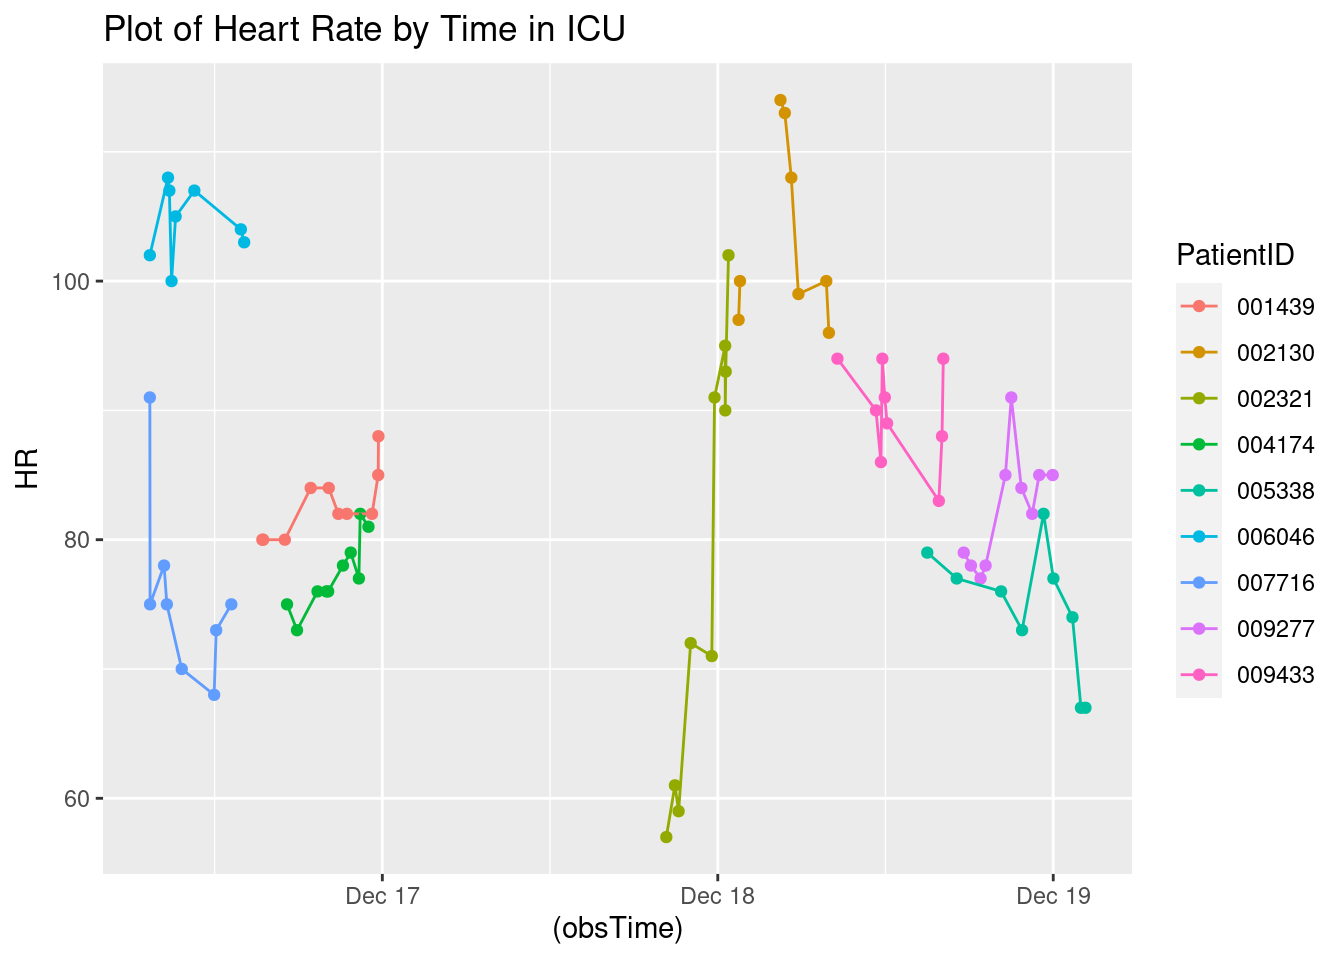 Plot of Heart Rate by Time in ICU
HR
100
80
60
Dec 17
Dec 18
Dec 19
(obsTime)
PatientID
001439
002130
002321
004174
005338
006046
007716
009277
009433